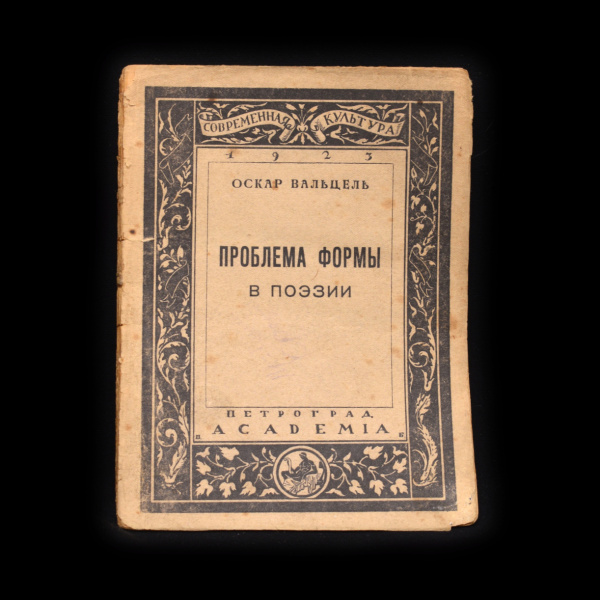 СОВРЕМЕННАЯ КУЛЬТУРА
1923
ОСКАР ВАЛЬЦЕЛЬ
ПРОБЛЕМА ФОРМЫ
В ПОЭЗИИ
ПЕТРОГРАД
ACADEMIA